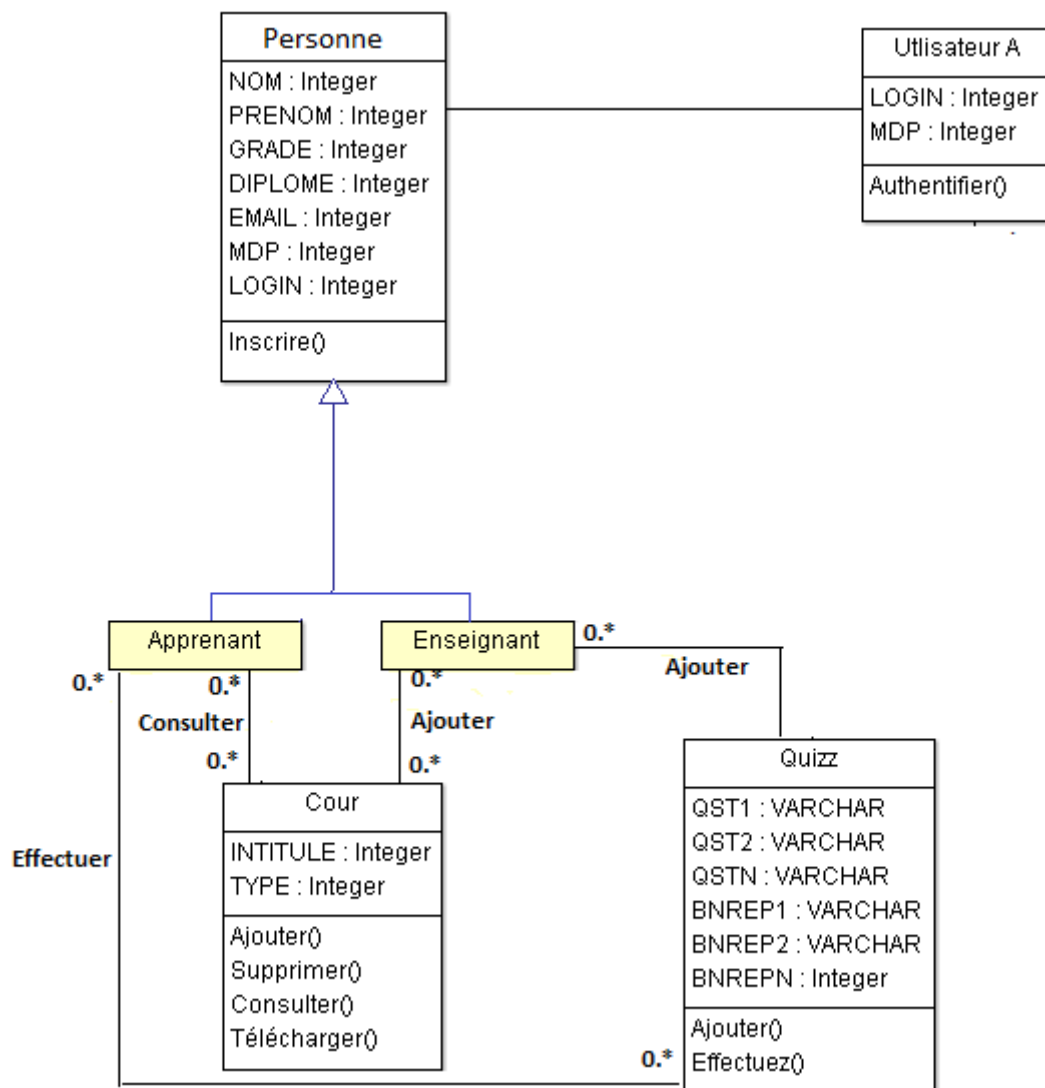 Personne
NOM : Integer
PRENOM : Integer
GRADE : Integer
DIPLOME : Integer
EMAIL : Integer
MDP : Integer
LOGIN : Integer
Inscrire()
Utlisateur A
LOGIN : Integer
MDP : Integer
Authentifier()
Apprenant
Enseignant
0.*
Ajouter
0.*
0.*
0.*
Consulter
Ajouter
0.*
0.*
Effectuer
Cour
INTITULE : Integer
TYPE : Integer
Ajouter()
Supprimer()
Consulter()
Télécharger()
Quizz
QST1 : VARCHAR
QST2 : VARCHAR
QSTN : VARCHAR
BNREP1 : VARCHAR
BNREP2 : VARCHAR
BNREPN : Integer
Ajouter()
Effectuez()
0.*